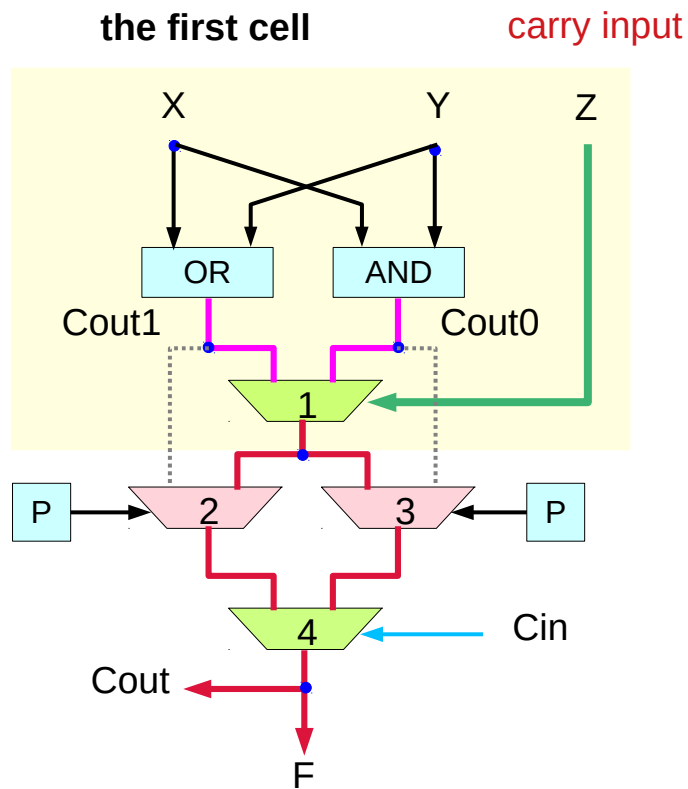 the first cell
carry input
X
Y
Z
OR
AND
Cout1
Cout0
1
P
2
3
P
4
Cin
Cout
F